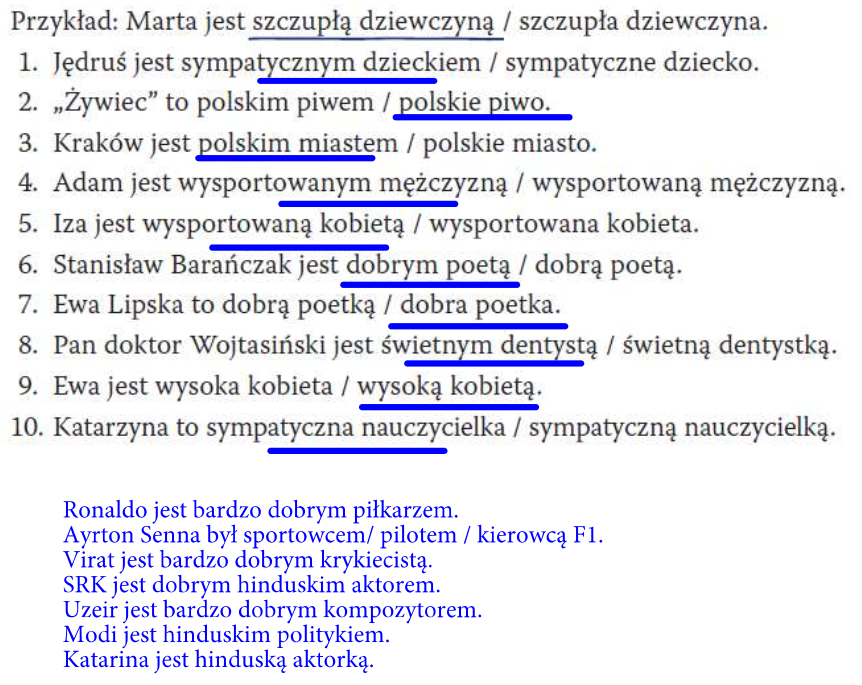 Przykład: Marta jest szczupłą dziewczyną / szczupła dziewczyna.
1. Jędruś jest sympatycznym dzieckiem / sympatyczne dziecko.
2. „Żywiec” to polskim piwem / polskie piwo.
3. Kraków jest polskim miastem / polskie miasto.
4. Adam jest wysportowanym mężczyzną / wysportowaną mężczyzną.
5. Iza jest wysportowaną kobietą / wysportowana kobieta.
6. Stanisław Barańczak jest dobrym poetą / dobrą poetą.
7. Ewa Lipska to dobrą poetką / dobra poetka.
8. Pan doktor Wojtasiński jest świetnym dentystą / świetną dentystką.
9. Ewa jest wysoka kobieta / wysoką kobietą.
10. Katarzyna to sympatyczna nauczycielka / sympatyczną nauczycielką.
Ronaldo jest bardzo dobrym piłkarzem.
Ayrton Senna był sportowcem/ pilotem / kierowcą F1.
Virat jest bardzo dobrym krykiecistą.
SRK jest dobrym hinduskim aktorem.
Uzeir jest bardzo dobrym kompozytorem.
Modi jest hinduskim politykiem.
Katarina jest hinduską aktorką.